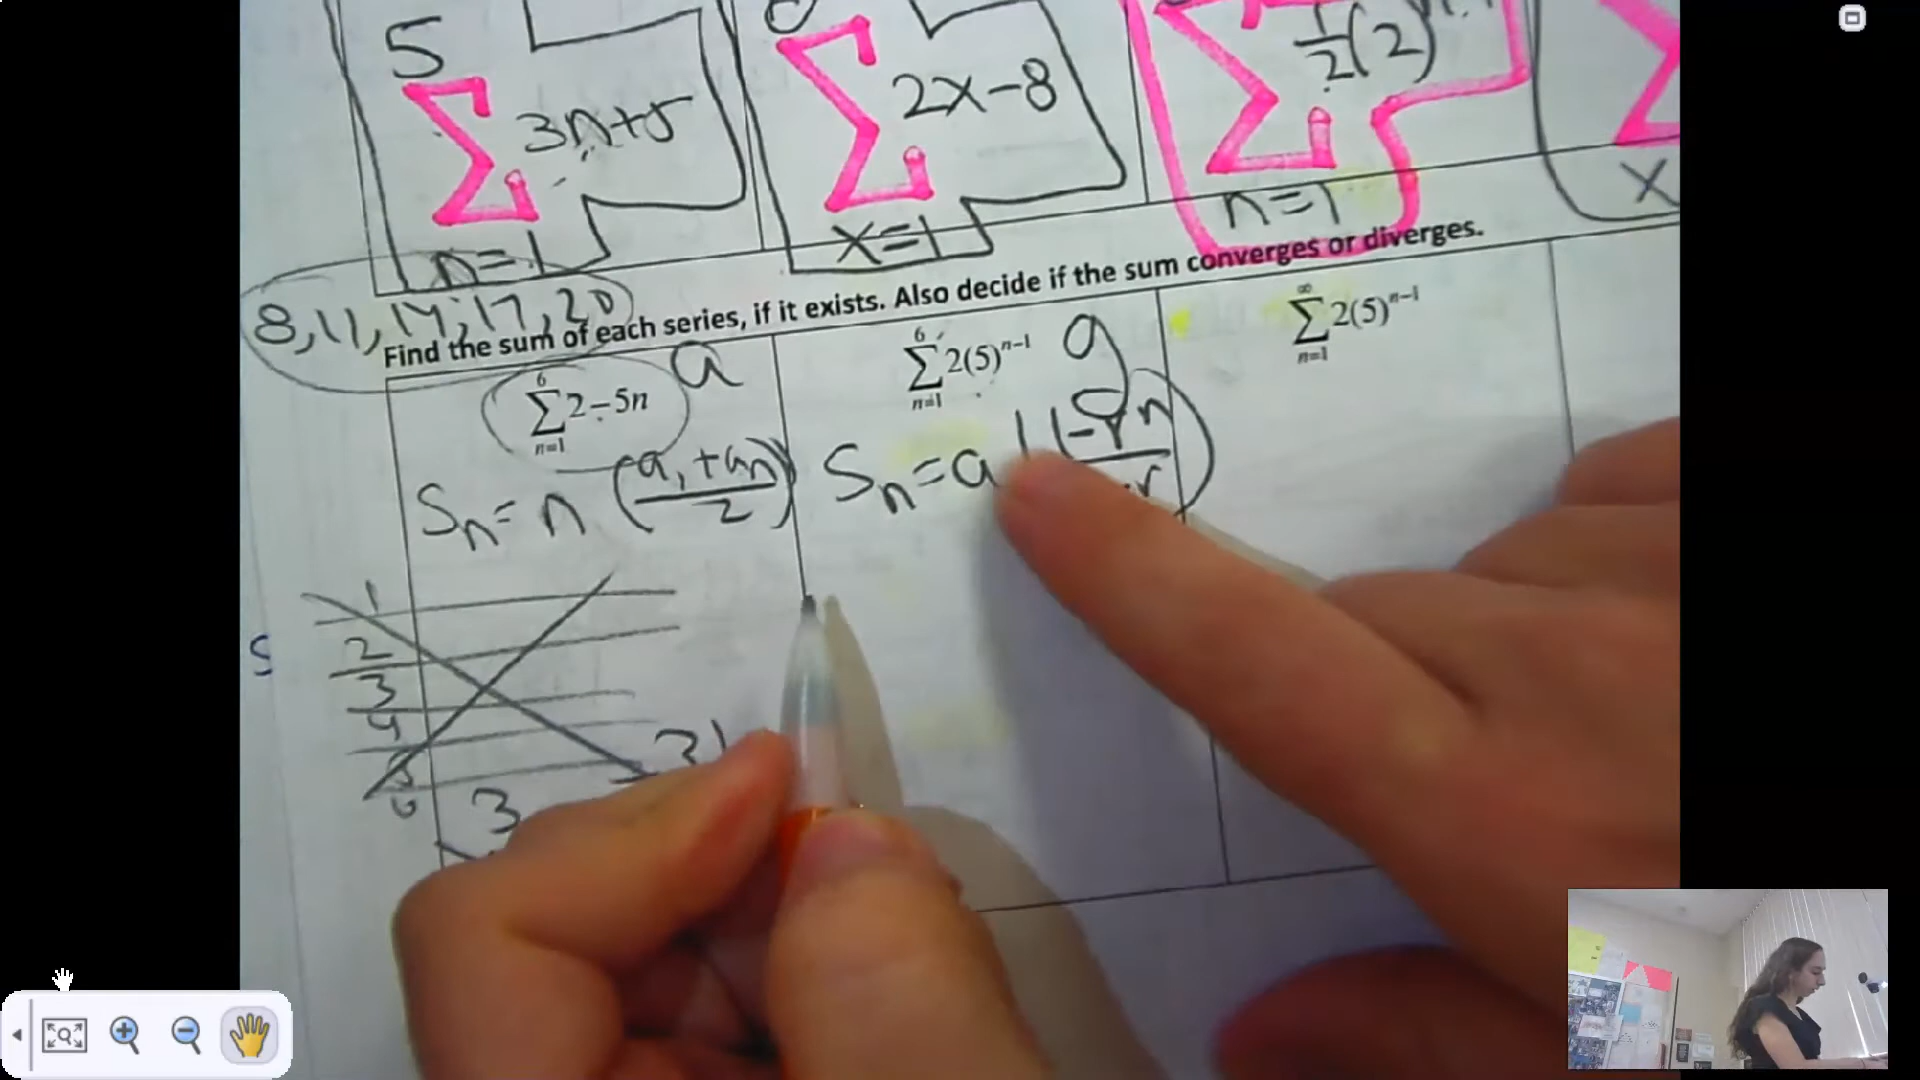 5
3n+5
n=1
2x-8
x=1
1/2(2)
n=1
x
8, 11, 14, 17, 20
Find the sum of each series, if it exists. Also decide if the sum converges or diverges.
6
∑ 2-5n a
n=1
Sn = n (a1+an/2)
6
∑ 2(5)^n-1 g
n=1
Sn = a1 (1-r^n
∞
∑ 2(5)^n-1
n=1
1
2
3
4
5
6
3
S